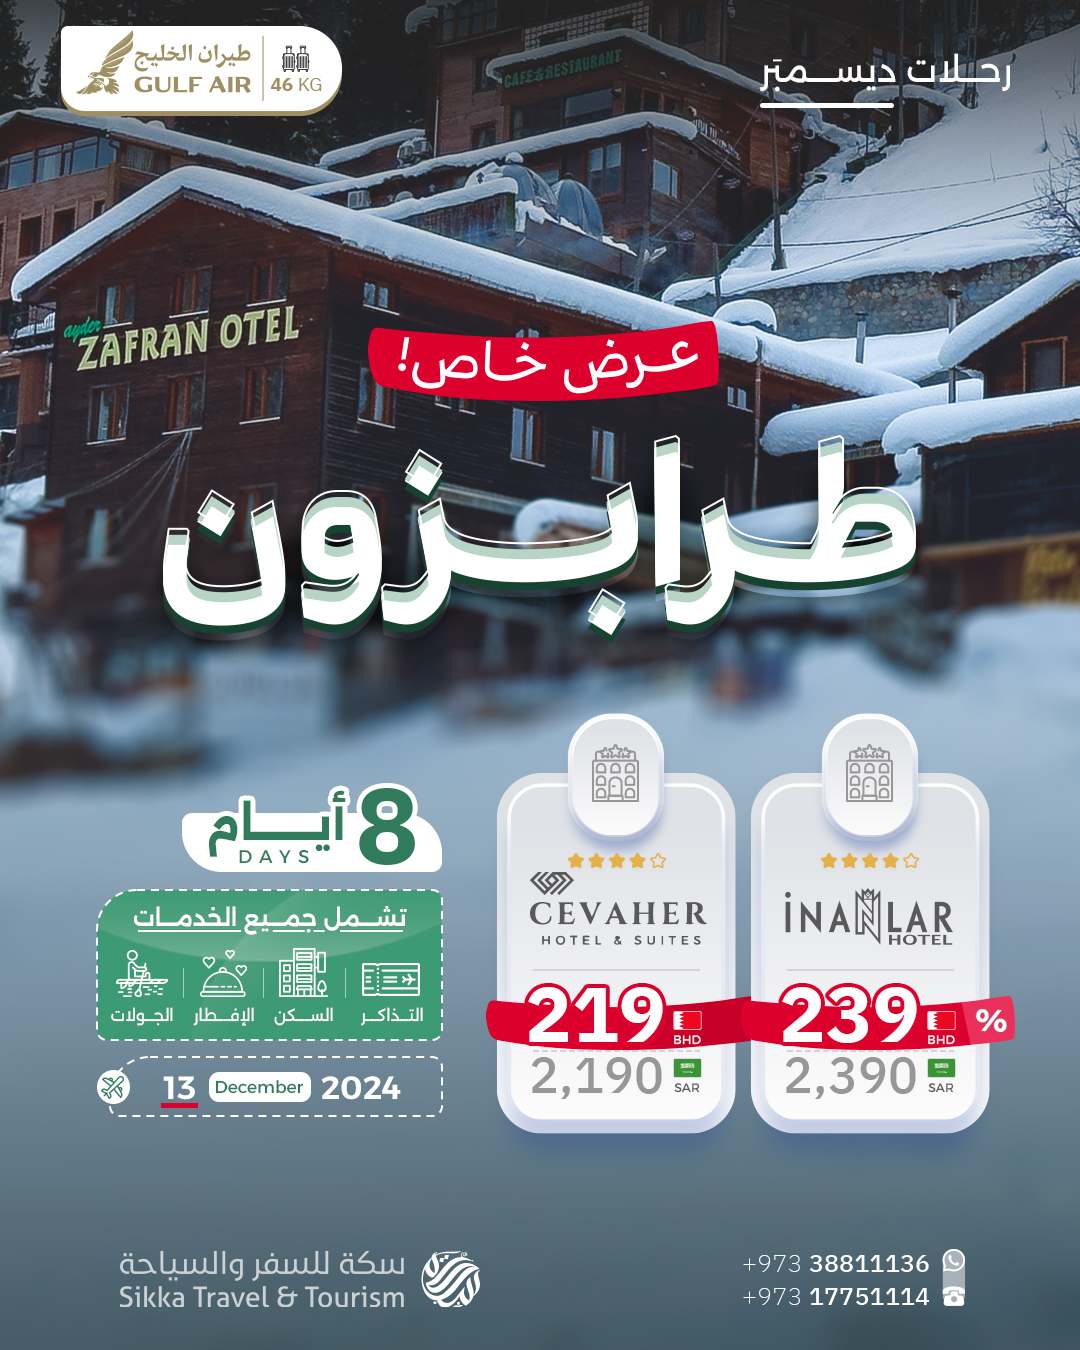 طيران الخليج
GULF AIR
46 KG
رحلات ديسمبَر
CAFE & RESTAURANT
ayder
ZAFRAN OTEL
عرض خاص!
طرابزون
8 أيام
DAYS
تشمل جميع الخدمات
التذاكر
السكن
الإفطار
الجولات
13 December 2024
CEVAHER
HOTEL & SUITES
219 BHD
2,190 SAR
İNANLAR
HOTEL
239 BHD %
2,390 SAR
سكة للسفر والسياحة
Sikka Travel & Tourism
+973 38811136
+973 17751114